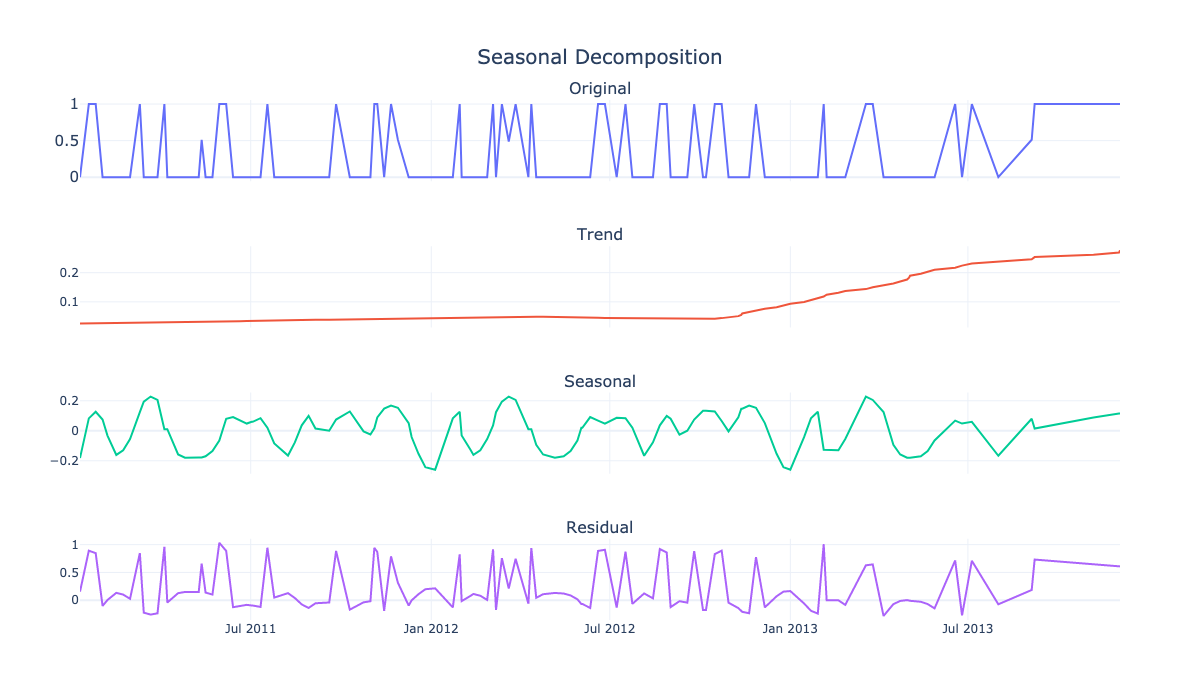 Seasonal Decomposition
Original
1
0.5
0
Trend
0.2
0.1
Seasonal
0.2
0
−0.2
Residual
1
0.5
0
Jul 2011 Jan 2012 Jul 2012 Jan 2013 Jul 2013